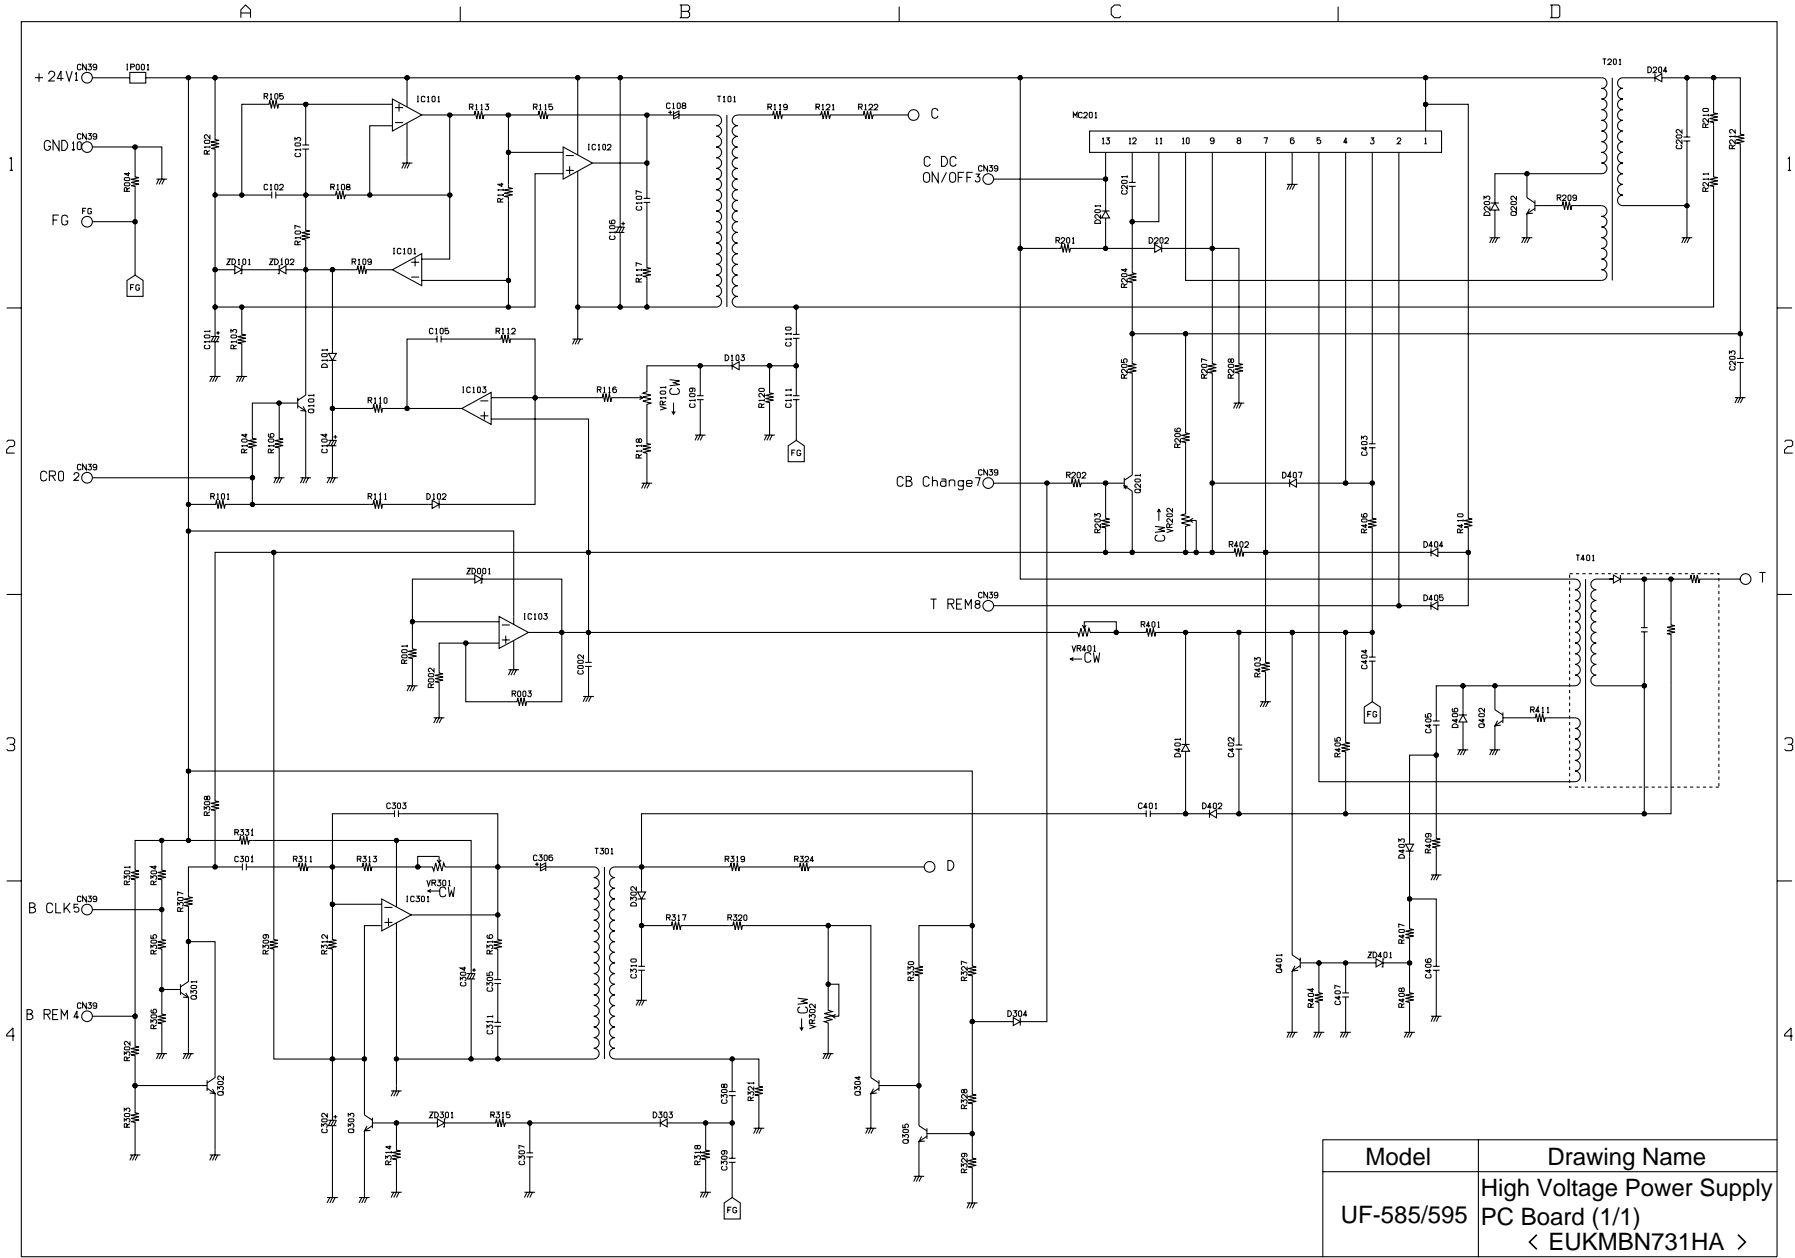 A B C D
+24V1 CN39 IP001
GND10 CN39
R004
FG FG
FG
R105
R102
C103
IC101
R113
R115
C108
T101
R119 R121 R122
C
C102
R108
R114
IC102
C107
C106
R107
R117
ZD101 ZD102
R109
IC101
C101
R103
D101
C105
R112
C110
D103
R116
VR101
CW
C109
R120
C111
FG
IC103
R110
Q101
R104
R106
C104
R118
CR0 2 CN39
R101
R111
D102
MC201
13 12 11 10 9 8 7 6 5 4 3 2 1
C DC
ON/OFF3 CN39
C201
D201
R201
D202
R204
T201
D204
R210
R212
C202
R211
D203
Q202
R209
C203
R205
R207
R208
R206
C403
CB Change7 CN39
R202
Q201
R203
CW
VR202
D407
R406
R410
R402
D404
T401
T
ZD001
IC103
R001
R002
R003
C002
T REM8 CN39
D405
VR401
CW
R401
R403
C404
FG
D401
C402
R405
C405
D406
Q402
R411
C401
D402
D403
R409
R308
C303
R331
R301
R304
C301
R311
R313
VR301
CW
C306
T301
R319
R324
D
R307
IC301
D302
B CLK5 CN39
R305
R309
R312
R316
R317
R320
C304
C305
C310
R330
R327
Q301
R306
C311
CW
VR302
D304
B REM 4 CN39
R302
Q302
R303
C302
Q303
ZD301
R315
R314
C307
D303
R318
C308
R321
C309
FG
Q304
Q305
R328
R329
Q401
R404
C407
ZD401
R407
R408
C406
1 2 3 4
1 2 3 4
Model Drawing Name
UF-585/595
High Voltage Power Supply
PC Board (1/1)
< EUKMBN731HA >